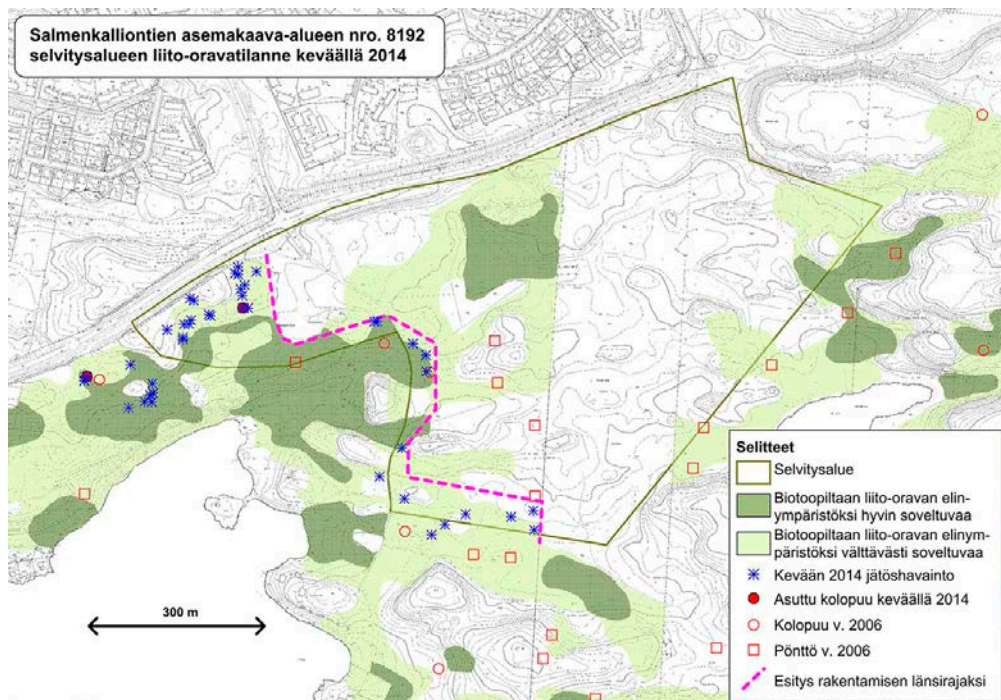 Salmenkalliontien asemakaava-alueen nro. 8192
selvitysalueen liito-oravatilanne keväällä 2014
300 m
Selitteet
Selvitysalue
Biotoopiltaan liito-oravan elin-
ympäristöksi hyvin soveltuvaa
Biotoopiltaan liito-oravan elinym-
päristöksi välttävästi soveltuvaa
Kevään 2014 jätöshavainto
Asuttu kolopuu keväällä 2014
Kolopuu v. 2006
Pönttö v. 2006
Esitys rakentamisen länsirajaksi